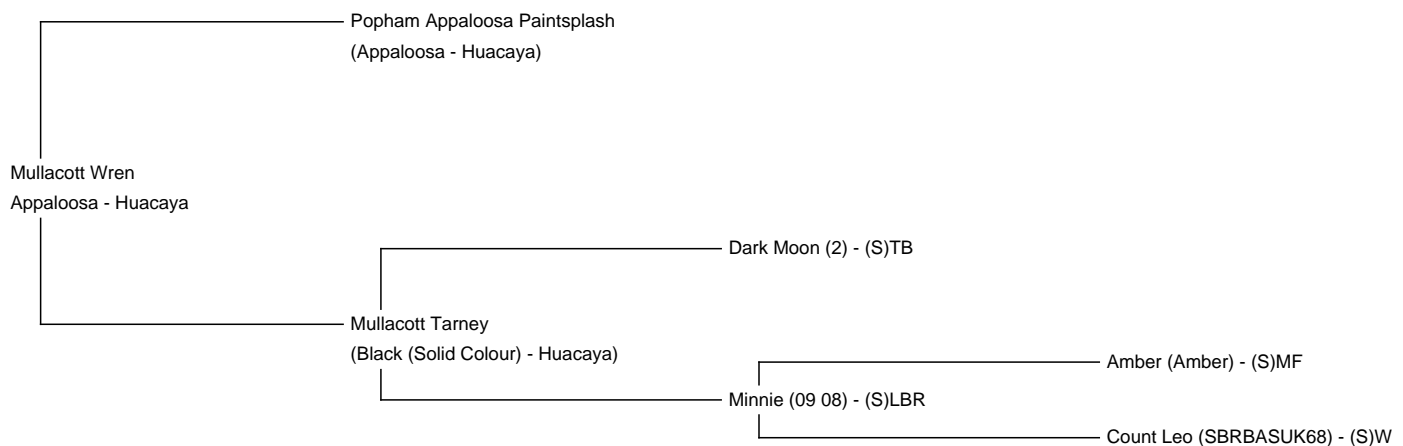 Popham Appaloosa Paintsplash
(Appaloosa - Huacaya)
Mullacott Wren
Appaloosa - Huacaya
Dark Moon (2) - (S)TB
Mullacott Tarney
(Black (Solid Colour) - Huacaya)
Amber (Amber) - (S)MF
Minnie (09 08) - (S)LBR
Count Leo (SBRBASUK68) - (S)W